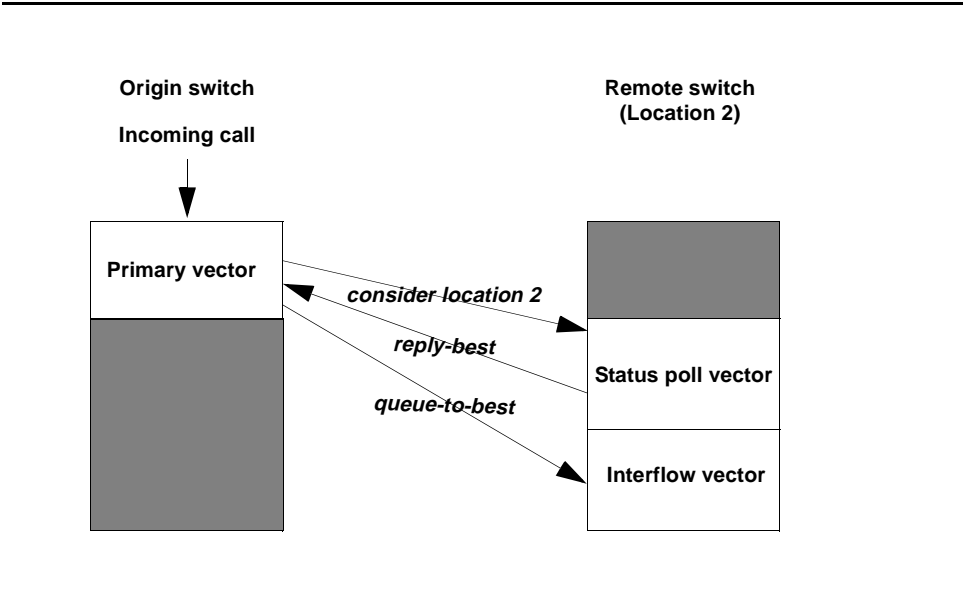 Origin switch
Incoming call
Remote switch
(Location 2)
Primary vector
consider location 2
reply-best
queue-to-best
Status poll vector
Interflow vector